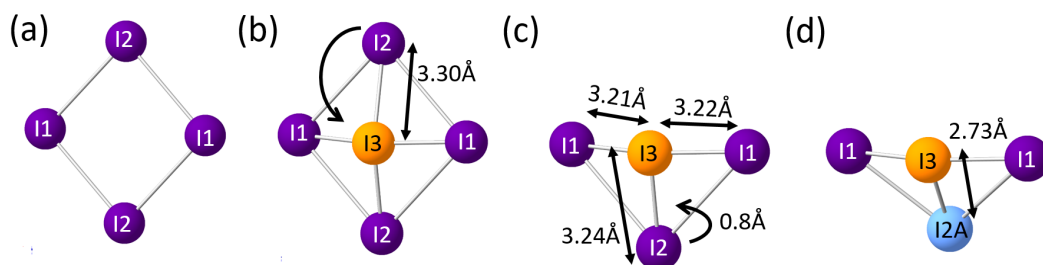 (a)
I2
I1
I1
I2
(b)
I2
3.30Å
I1
I3
I1
I2
(c)
3.21Å
3.22Å
I1
I3
I1
3.24Å
I2
0.8Å
(d)
2.73Å
I1
I3
I1
I2A